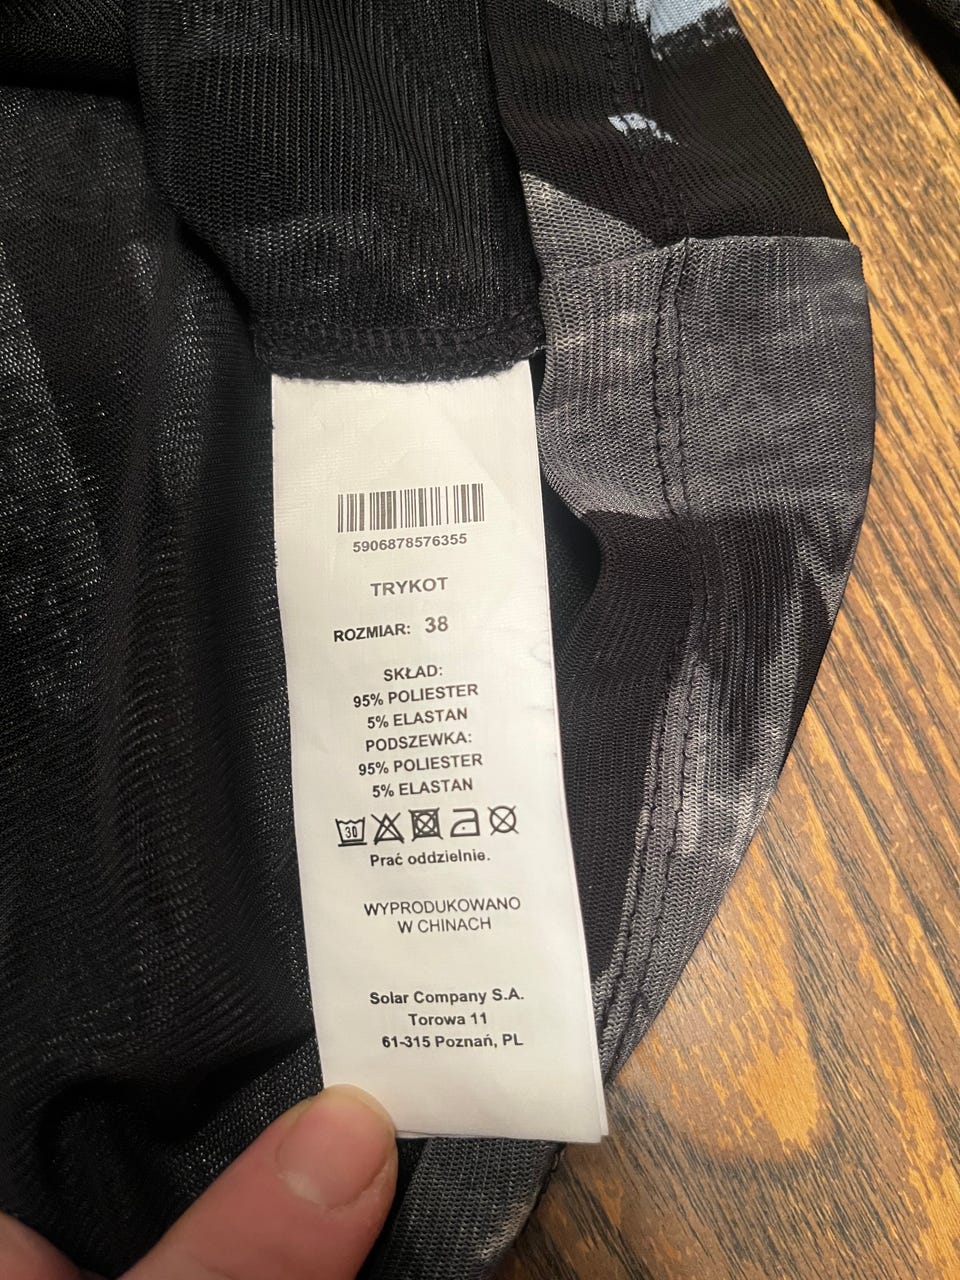 5906878576355
TRYKOT
ROZMIAR: 38
SKŁAD:
95% POLIESTER
5% ELASTAN
PODSZEWKA:
95% POLIESTER
5% ELASTAN
30
Prać oddzielnie.
WYPRODUKOWANO
W CHINACH
Solar Company S.A.
Torowa 11
61-315 Poznań, PL